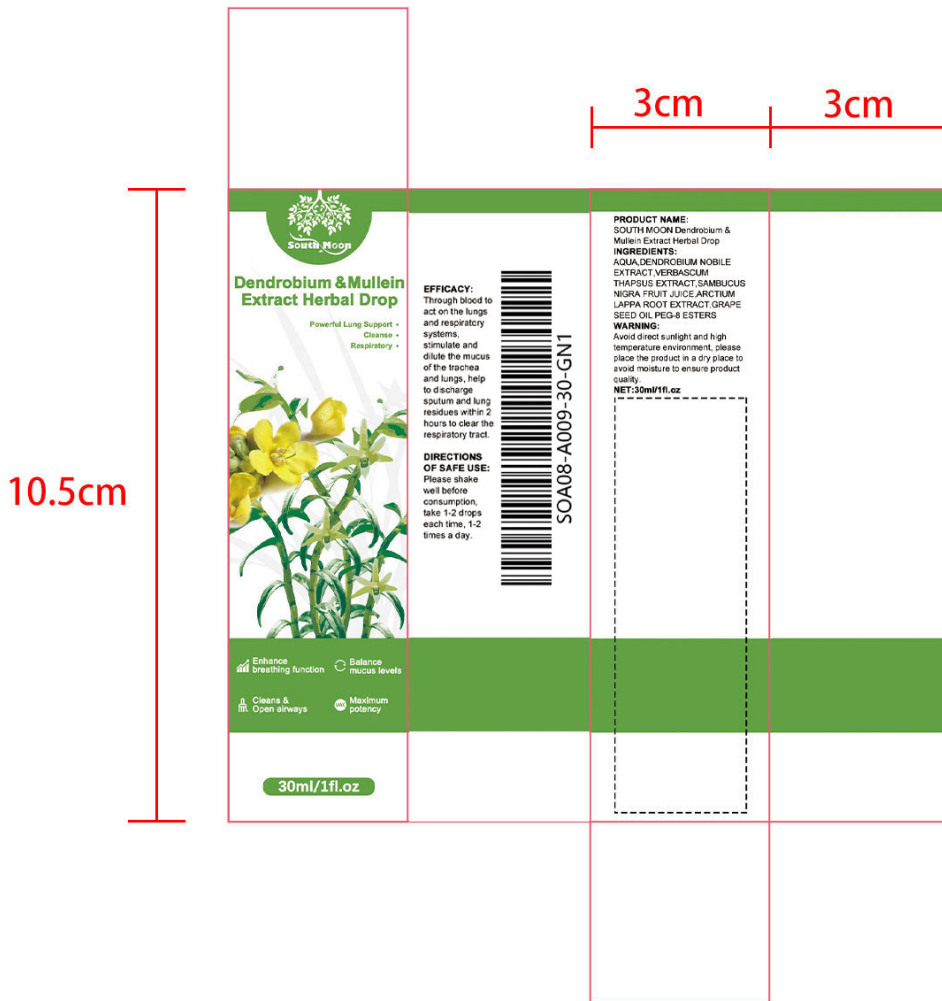 3cm
3cm
10.5cm
South Moon
Dendrobium &Mullein
Extract Herbal Drop
Powerful Lung Support •
Cleanse •
Respiratory •
Enhance
breathing function
Balance
mucus levels
Cleans &
Open airways
MAX
Maximum
potency
30ml/1fl.oz
EFFICACY:
Through blood to
act on the lungs
and respiratory
systems,
stimulate and
dilute the mucus
of the trachea
and lungs, help
to discharge
sputum and lung
residues within 2
hours to clear the
respiratory tract.
DIRECTIONS
OF SAFE USE:
Please shake
well before
consumption,
take 1-2 drops
each time, 1-2
times a day.
SOA08-A009-30-GN1
PRODUCT NAME:
SOUTH MOON Dendrobium &
Mullein Extract Herbal Drop
INGREDIENTS:
AQUA,DENDROBIUM NOBILE
EXTRACT,VERBASCUM
THAPSUS EXTRACT,SAMBUCUS
NIGRA FRUIT JUICE,ARCTIUM
LAPPA ROOT EXTRACT,GRAPE
SEED OIL PEG-8 ESTERS
WARNING:
Avoid direct sunlight and high
temperature environment, please
place the product in a dry place to
avoid moisture to ensure product
quality.
NET:30ml/1fl.oz